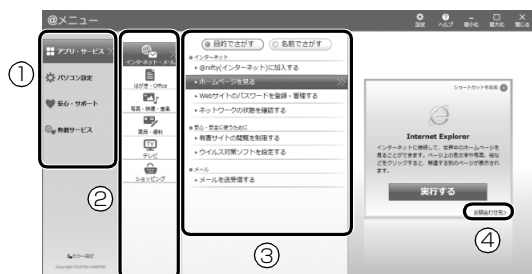 @メニュー
設定 ヘルプ 最小化 最大化 閉じる
アプリ・サービス
パソコン設定
安心・サポート
有料サービス
カラー設定
Copyright FUJITSU LIMITED
①
インターネット・メール
はがき・Office
写真・映像・音楽
実用・便利
テレビ
ショッピング
②
目的でさがす 名前でさがす
インターネット
@nifty(インターネット)に加入する
ホームページを見る
Webサイトのパスワードを登録・管理する
ネットワークの状態を確認する
安心・安全に使うために
有害サイトの閲覧を制限する
ウイルス対策ソフトを設定する
メール
メールを送受信する
③
ショートカットを追加
Internet Explorer
インターネットに接続して、世界中のホームページを
見ることができます。ページ上の色文字や写真、絵な
どをクリックすると、関連する別のページが表示され
ます。
実行する
お問合わせ先>
④